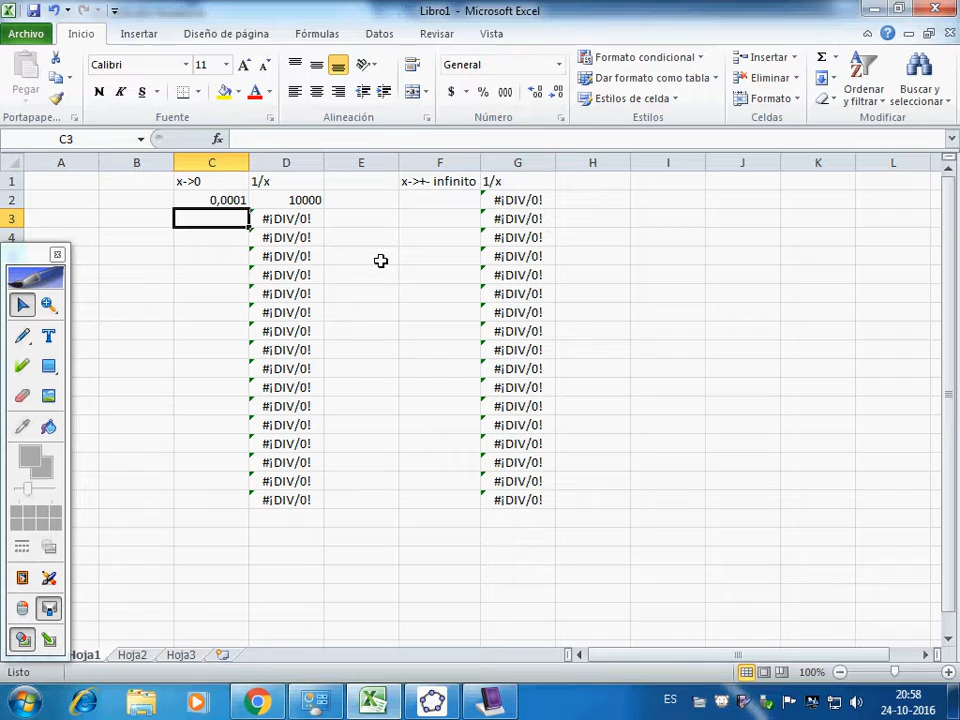 Libro1 - Microsoft Excel
Archivo Inicio Insertar Diseño de página Fórmulas Datos Revisar Vista
Pegar
Calibri 11
N K S
General
$ % 000
Formato condicional
Dar formato como tabla
Estilos de celda
Insertar
Eliminar
Formato
Σ
Ordenar y filtrar
Buscar y seleccionar
Portapape... Fuente Alineación Número Estilos Celdas Modificar
C3 fx
A B C D E F G H I J K L
1 x->0 1/x x->+- infinito 1/x
2 0,0001 10000 #¡DIV/0!
3 #¡DIV/0! #¡DIV/0!
4 #¡DIV/0! #¡DIV/0!
#¡DIV/0! #¡DIV/0!
#¡DIV/0! #¡DIV/0!
#¡DIV/0! #¡DIV/0!
#¡DIV/0! #¡DIV/0!
#¡DIV/0! #¡DIV/0!
#¡DIV/0! #¡DIV/0!
#¡DIV/0! #¡DIV/0!
#¡DIV/0! #¡DIV/0!
#¡DIV/0! #¡DIV/0!
#¡DIV/0! #¡DIV/0!
#¡DIV/0! #¡DIV/0!
#¡DIV/0! #¡DIV/0!
#¡DIV/0! #¡DIV/0!
#¡DIV/0! #¡DIV/0!
T
Hoja1 Hoja2 Hoja3
Listo 100%
ES
20:58
24-10-2016